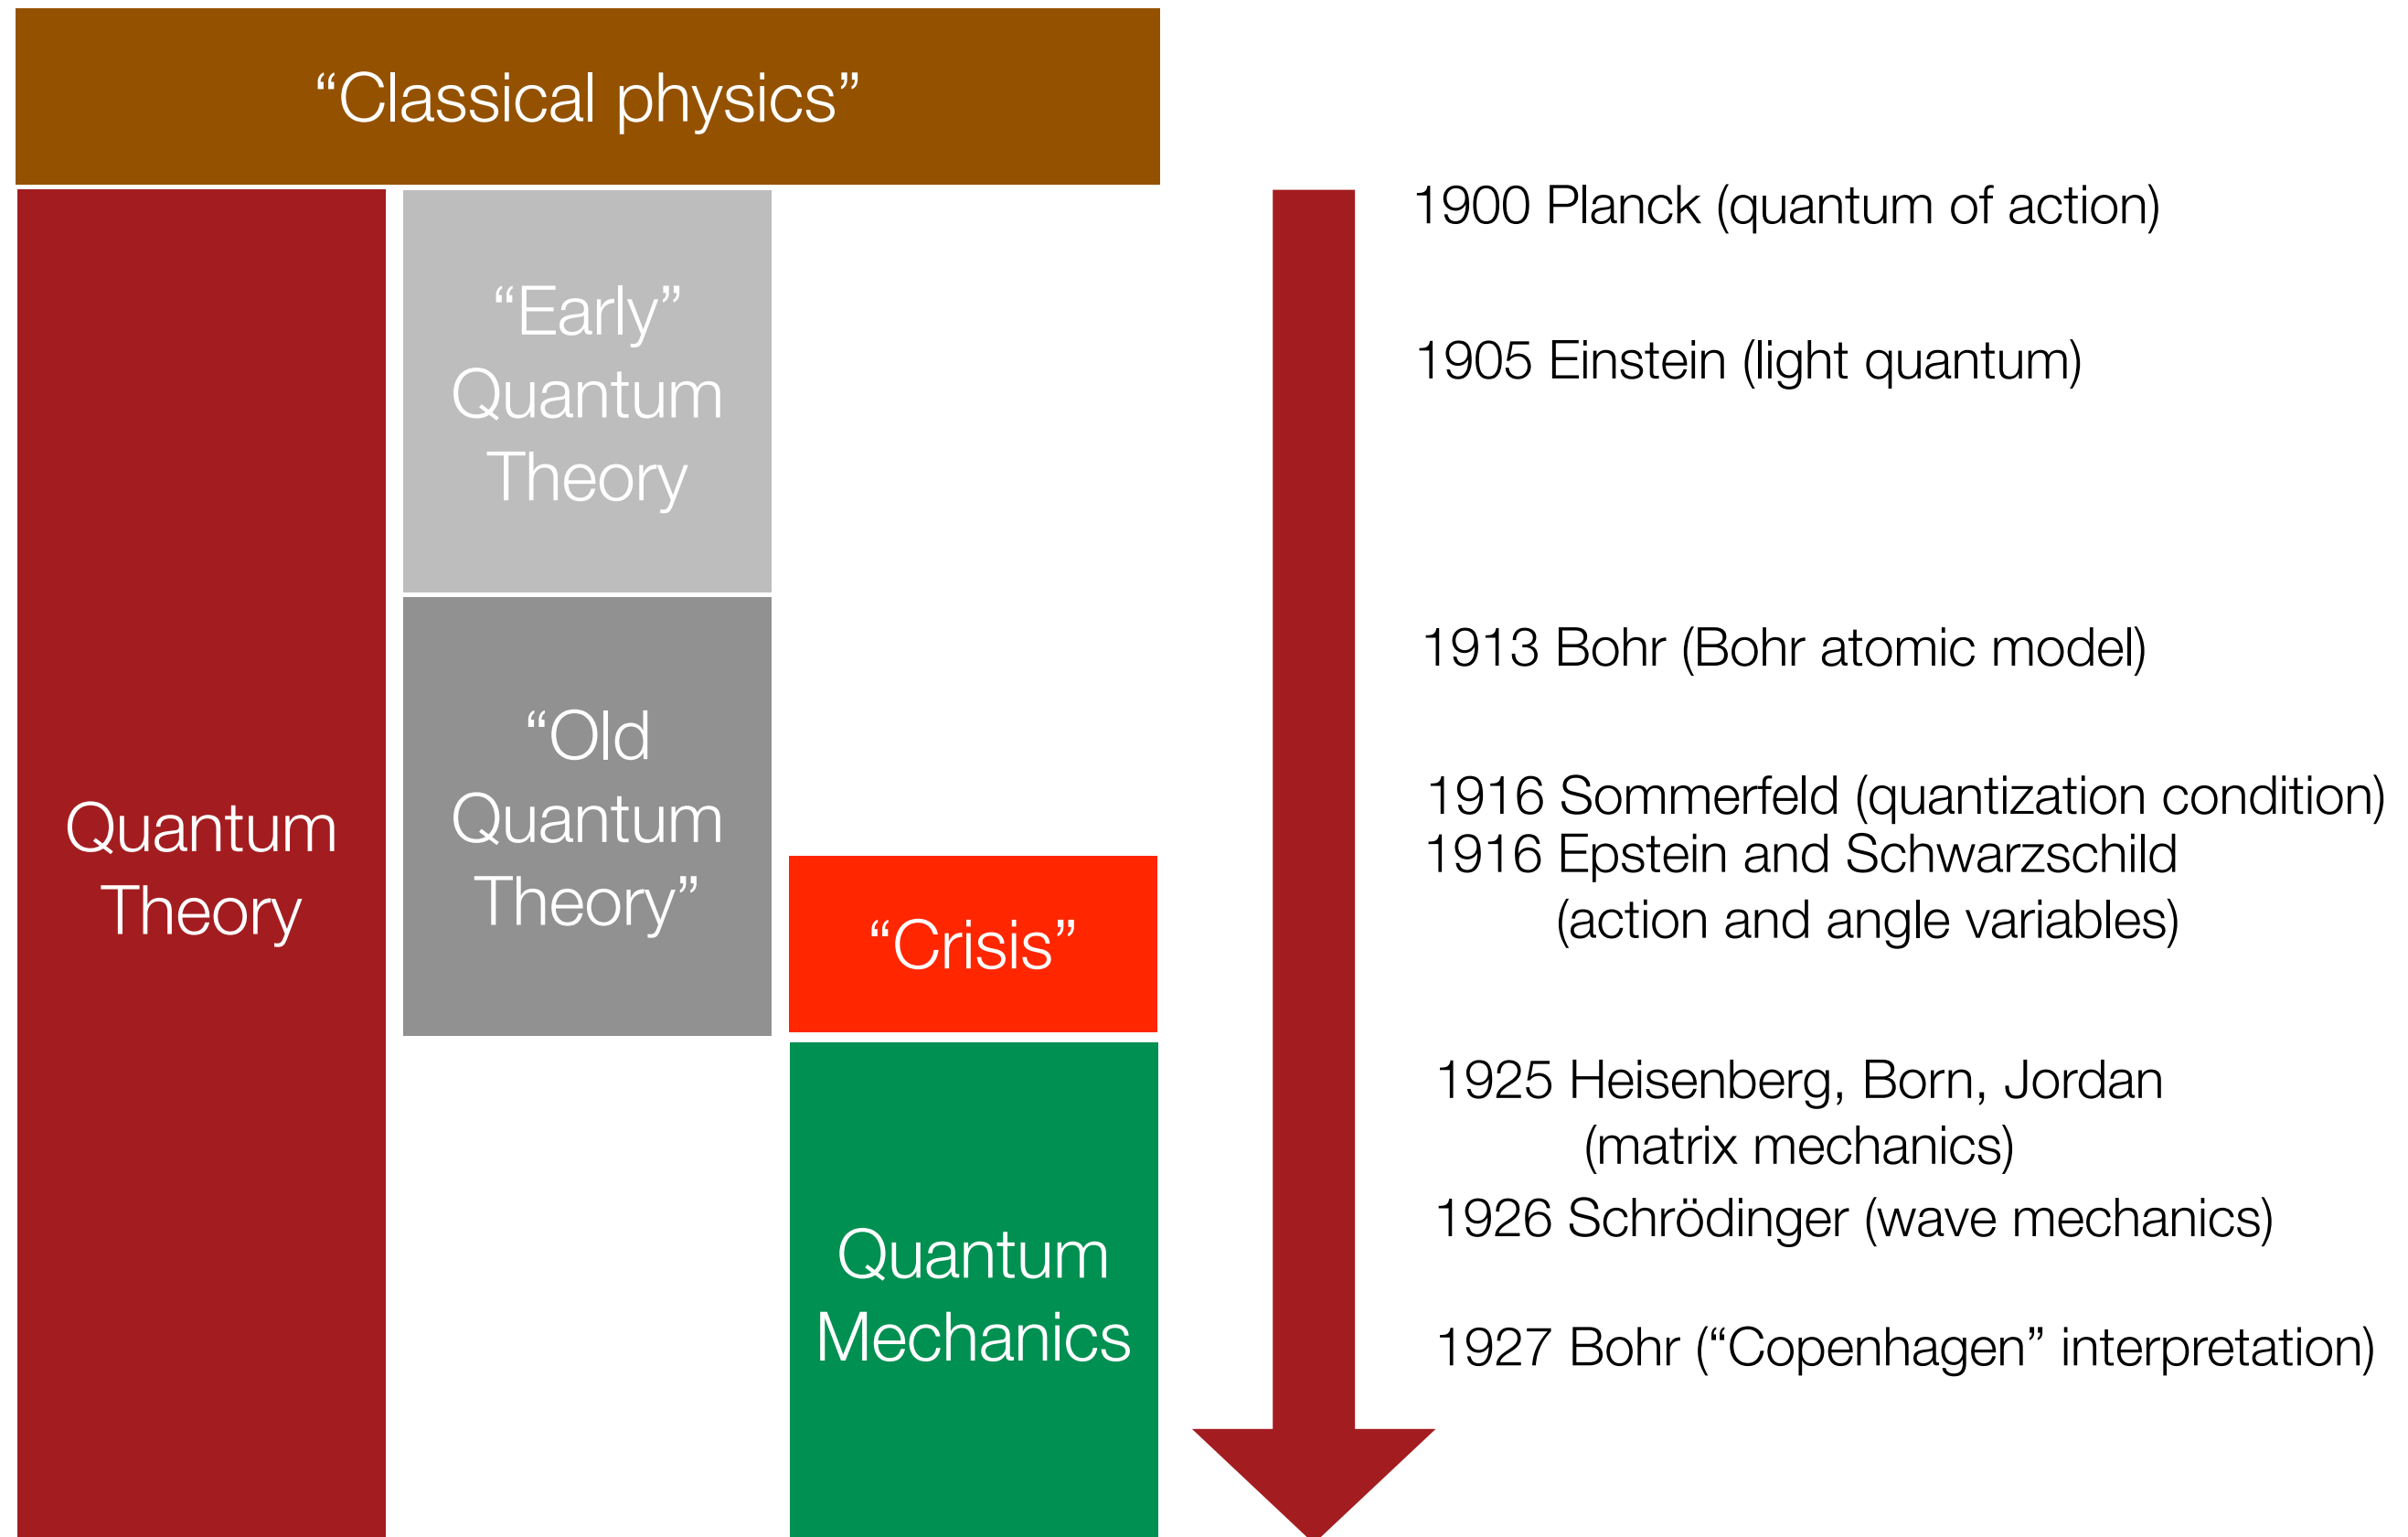 “Classical physics”
Quantum
Theory
“Early”
Quantum
Theory
“Old
Quantum
Theory”
“Crisis”
Quantum
Mechanics
1900 Planck (quantum of action)
1905 Einstein (light quantum)
1913 Bohr (Bohr atomic model)
1916 Sommerfeld (quantization condition)
1916 Epstein and Schwarzschild
(action and angle variables)
1925 Heisenberg, Born, Jordan
(matrix mechanics)
1926 Schrödinger (wave mechanics)
1927 Bohr (“Copenhagen” interpretation)